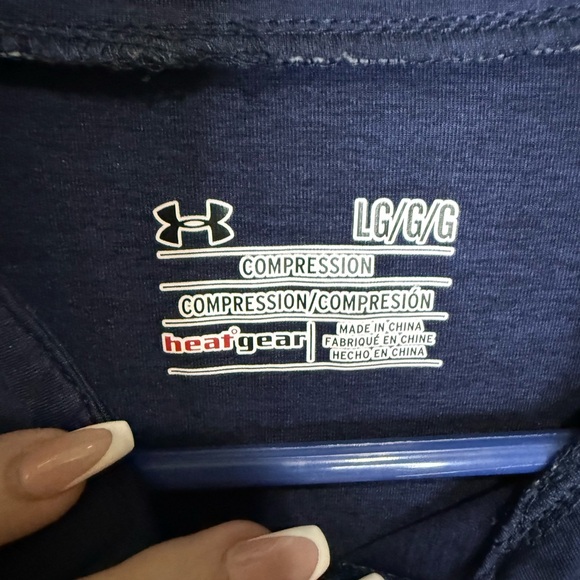 LG/G/G
COMPRESSION
COMPRESSION/COMPRESIÓN
heatgear
MADE IN CHINA
FABRIQUÉ EN CHINE
HECHO EN CHINA